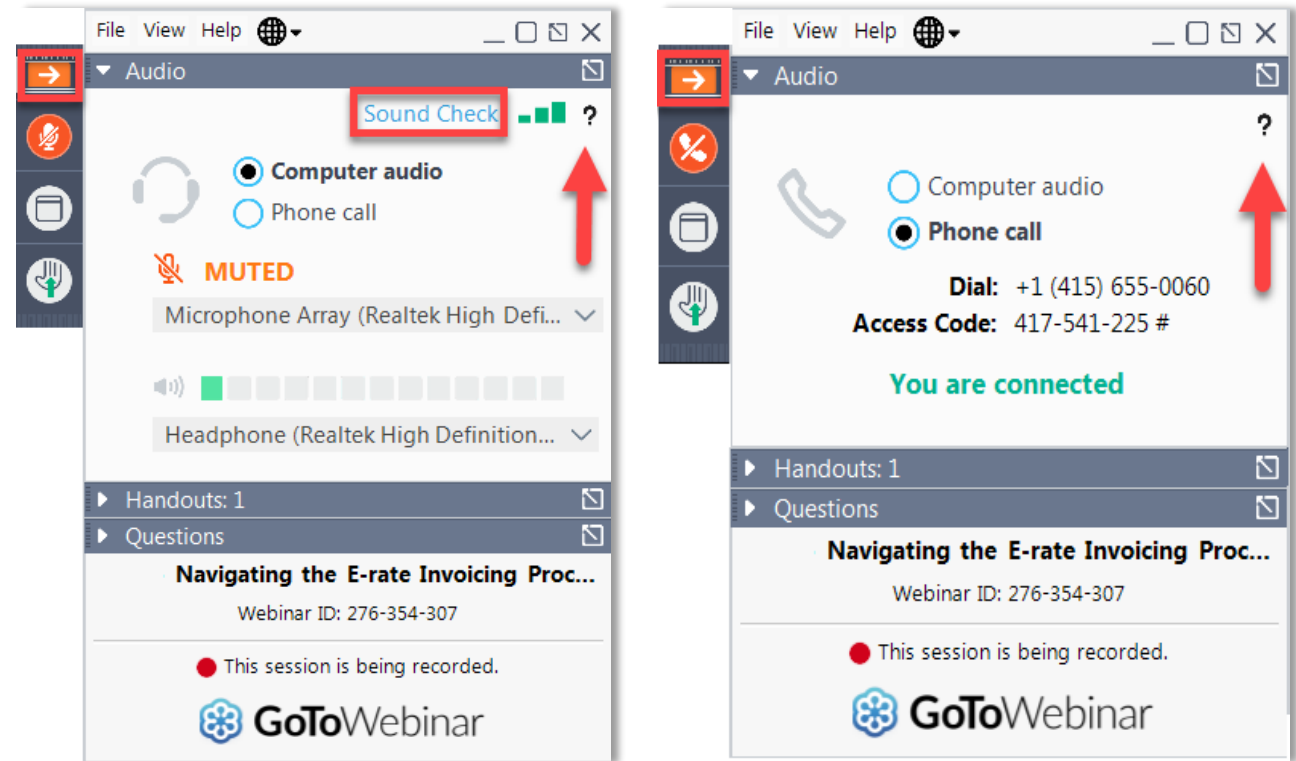 File View Help
Audio
Sound Check ?
Computer audio
Phone call
MUTED
Microphone Array (Realtek High Defi...
Headphone (Realtek High Definition...
Handouts: 1
Questions
Navigating the E-rate Invoicing Proc...
Webinar ID: 276-354-307
This session is being recorded.
GoToWebinar
File View Help
Audio
?
Computer audio
Phone call
Dial: +1 (415) 655-0060
Access Code: 417-541-225 #
You are connected
Handouts: 1
Questions
Navigating the E-rate Invoicing Proc...
Webinar ID: 276-354-307
This session is being recorded.
GoToWebinar